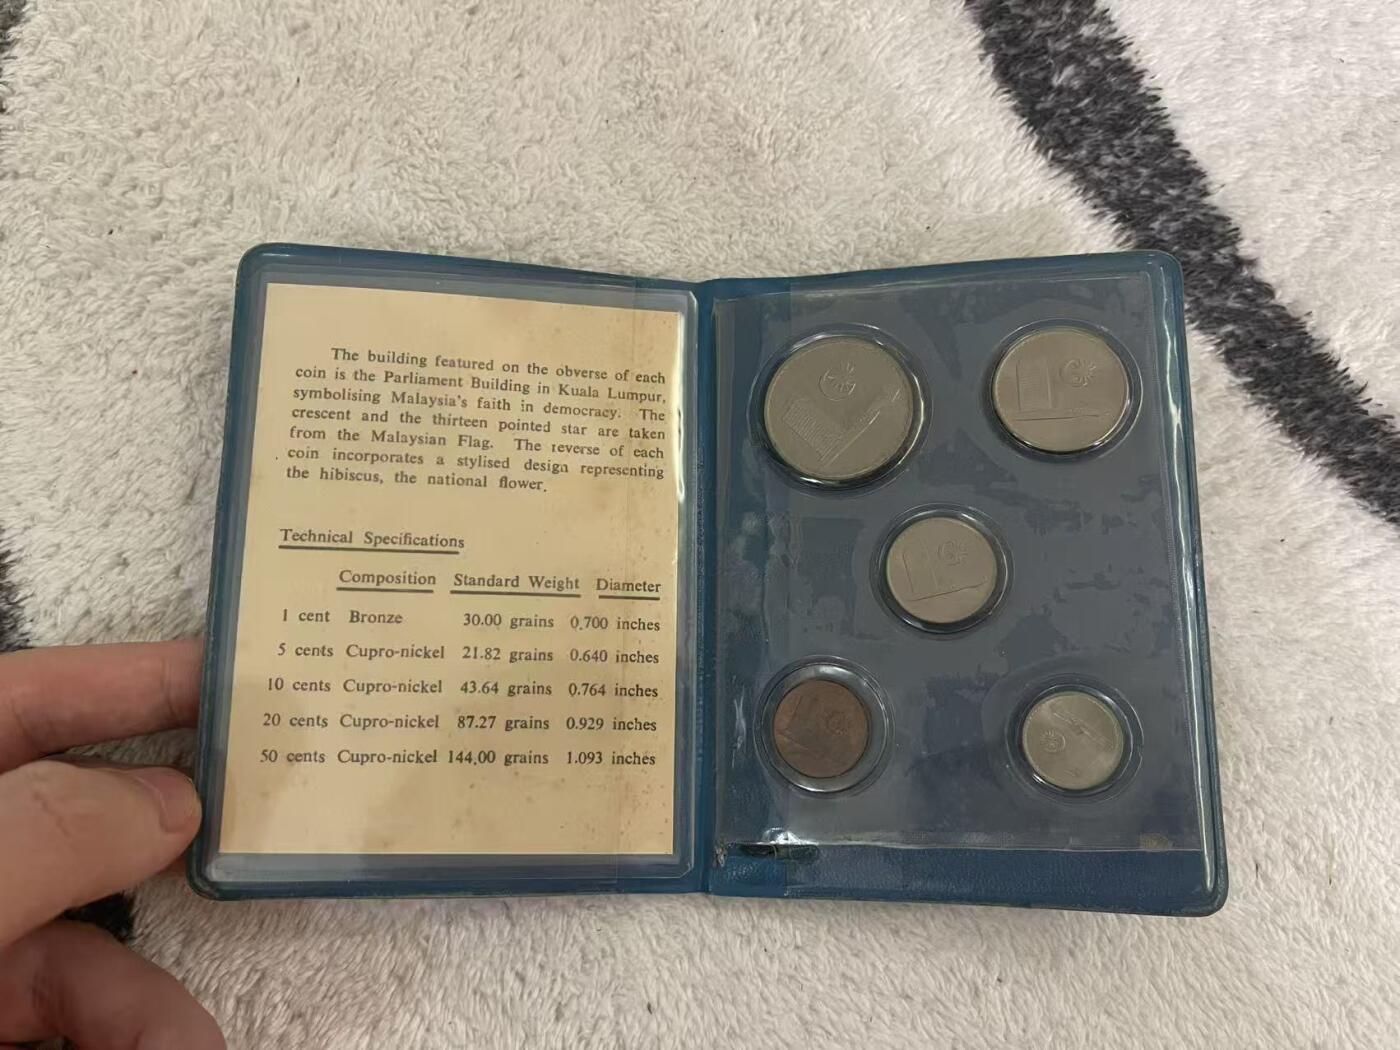 The building featured on the obverse of each
coin is the Parliament Building in Kuala Lumpur,
symbolising Malaysia's faith in democracy. The
crescent and the thirteen pointed star are taken
from the Malaysian Flag. The reverse of each
coin incorporates a stylised design representing
the hibiscus, the national flower.
Technical Specifications
Composition Standard Weight Diameter
1 cent Bronze 30.00 grains 0.700 inches
5 cents Cupro-nickel 21.82 grains 0.640 inches
10 cents Cupro-nickel 43.64 grains 0.764 inches
20 cents Cupro-nickel 87.27 grains 0.929 inches
50 cents Cupro-nickel 144.00 grains 1.093 inches